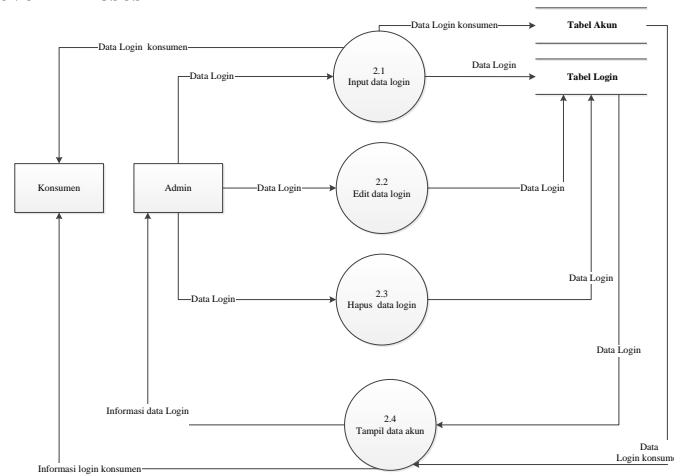 Data Login konsumen
Tabel Akun
Data Login konsumen
2.1
Input data login
Data Login
Tabel Login
Data Login
Konsumen
Admin
Data Login
2.2
Edit data login
Data Login
Data Login
2.3
Hapus data login
Data Login
Data Login
Informasi data Login
2.4
Tampil data akun
Data
Login konsume
Informasi login konsumen